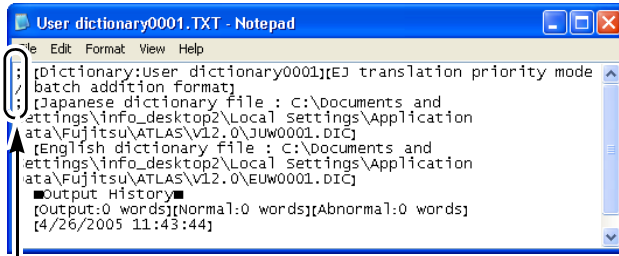 User dictionary0001.TXT - Notepad
File Edit Format View Help
; [Dictionary:User dictionary0001][EJ translation priority mode
/ batch addition format]
; [Japanese dictionary file : C:\Documents and
Settings\info_desktop2\Local Settings\Application
Data\Fujitsu\ATLAS\V12.0\JUW0001.DIC]
[English dictionary file : C:\Documents and
Settings\info_desktop2\Local Settings\Application
Data\Fujitsu\ATLAS\V12.0\EUW0001.DIC]
■Output History■
[Output:0 words][Normal:0 words][Abnormal:0 words]
[4/26/2005 11:43:44]